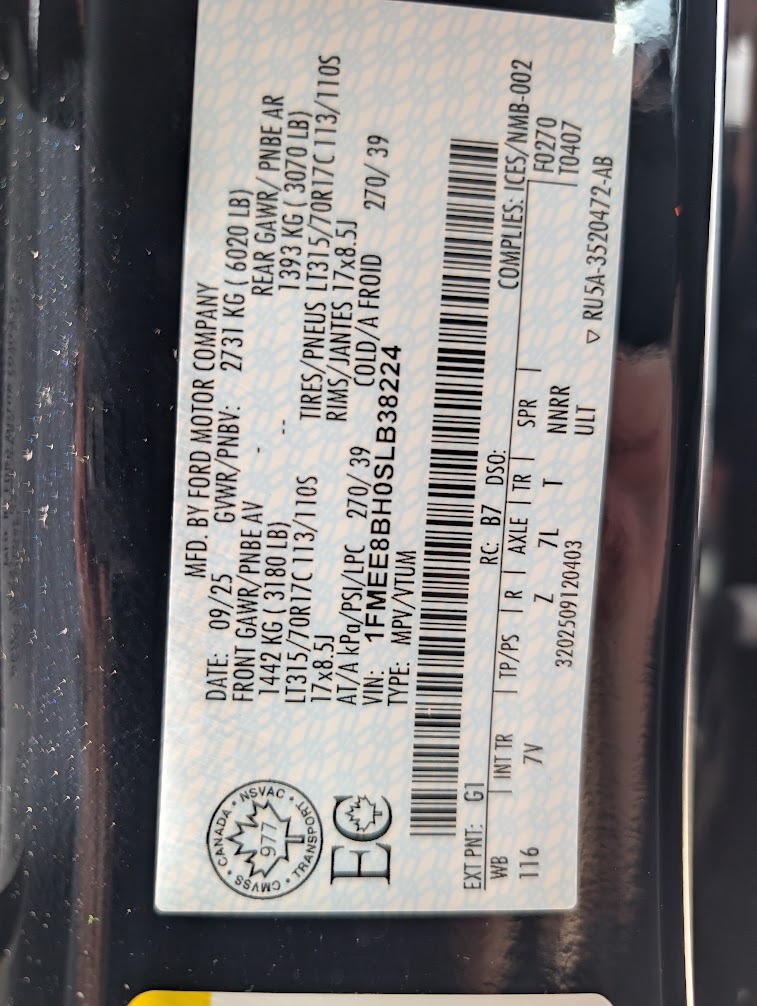 MFD. BY FORD MOTOR COMPANY
DATE: 09/25 GVWR/PNBV: 2731 KG ( 6020 LB)
FRONT GAWR/PNBE AV - REAR GAWR/ PNBE AR
1442 KG ( 3180 LB) -- 1393 KG ( 3070 LB)
LT315/70R17C 113/110S TIRES/PNEUS LT315/70R17C 113/110S
17x8.5J RIMS/JANTES 17x8.5J
AT/A kPa/PSI/LPC 270/ 39 COLD/A FROID 270/ 39
VIN: 1FMEE8BH0SLB38224
TYPE: MPV/VTUM
CANADA • NSVAC • TRANSPORT • CMVSS •
977
EC
EXT PNT: G1 RC: B7 DSO: COMPLIES: ICES/NMB-002
WB | INT TR | TP/PS | R | AXLE | TR | SPR | F0270
116 7V Z 7L T NNRR T0407
ULT
3202509120403 ▽ RU5A-3520472-AB